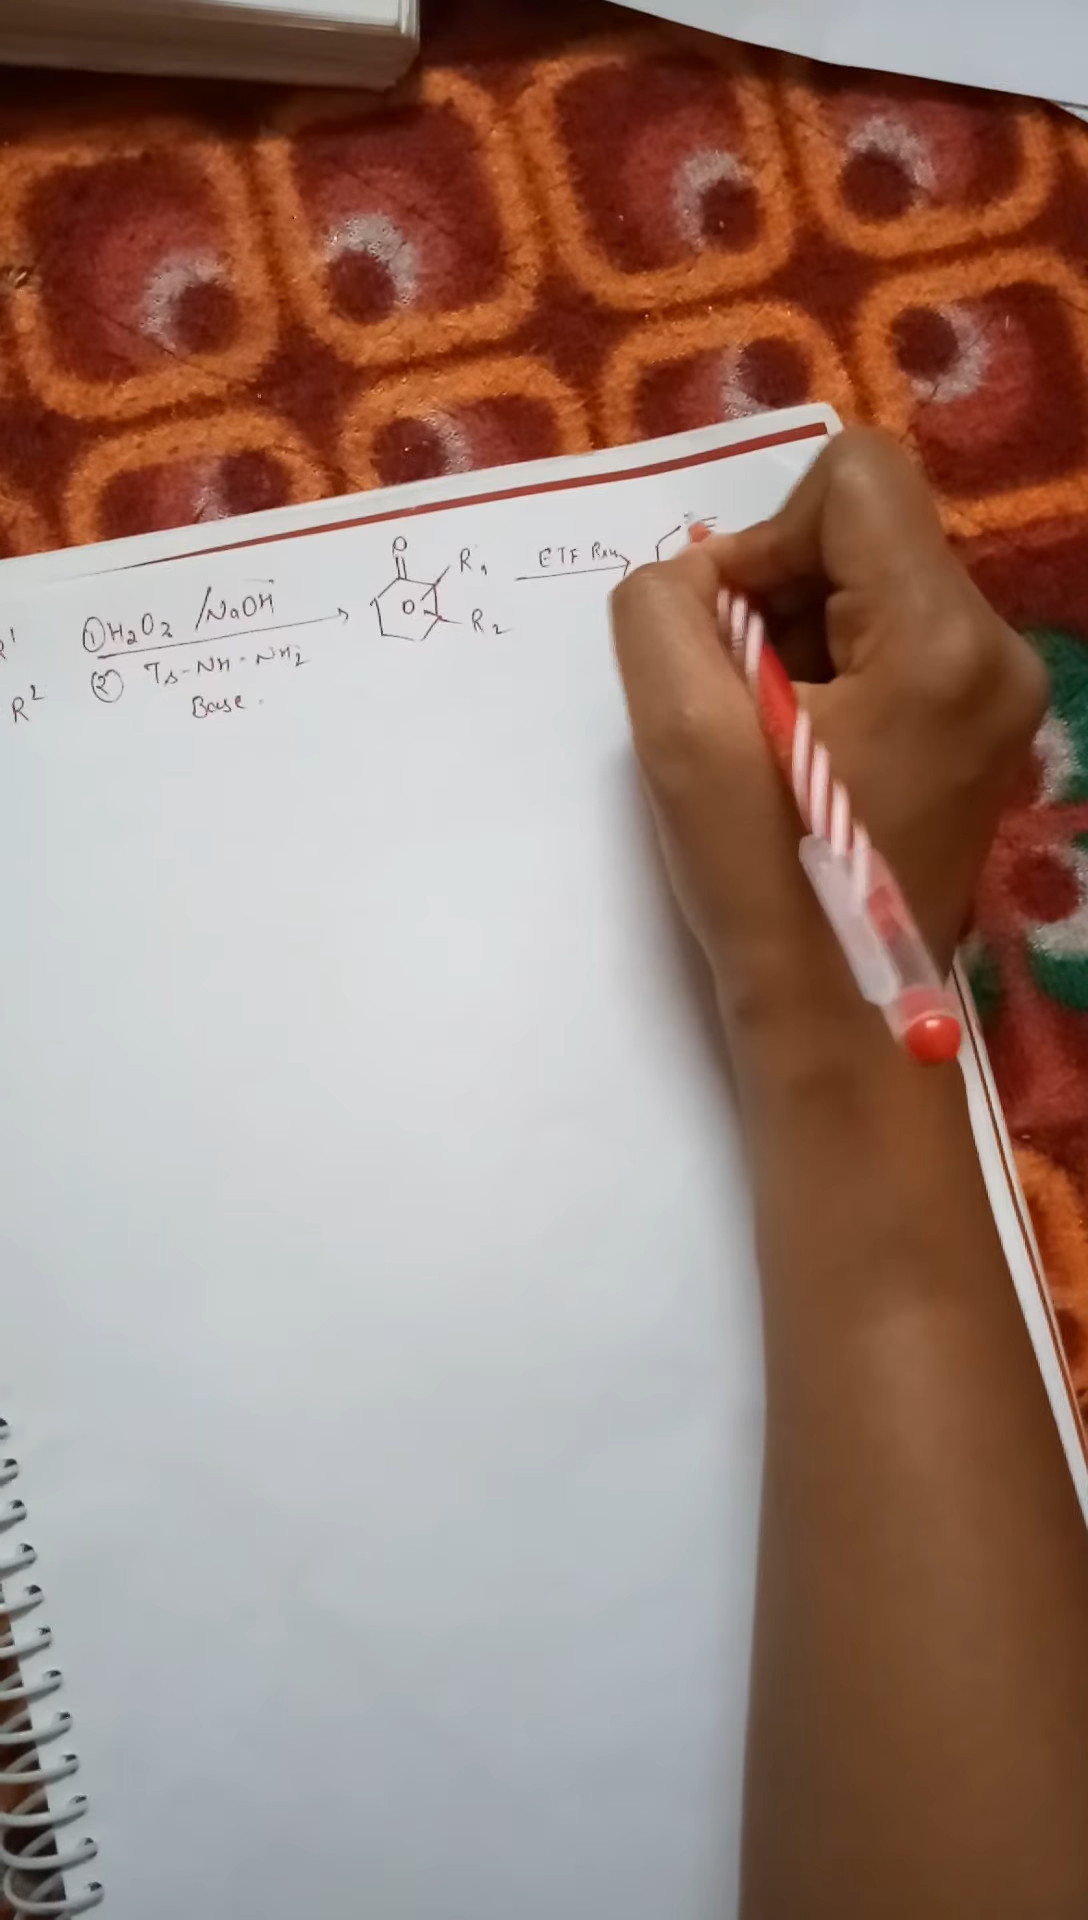 R¹
R²
① H₂O₂ / NaOH
② Ts-NH-NH₂
Base.
O
R₁
O
R₂
ETF Rxn